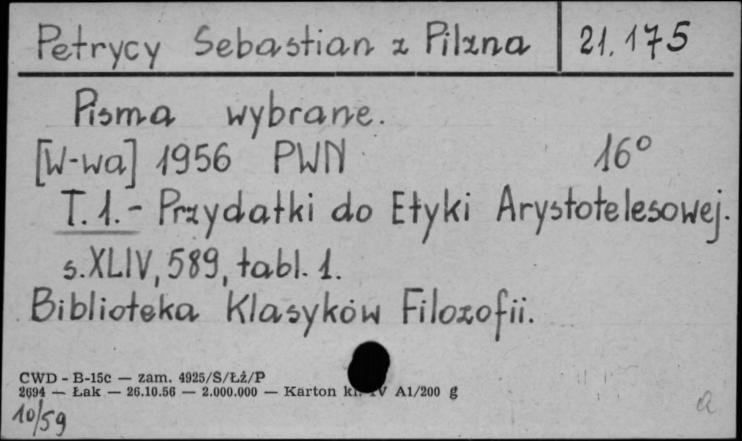 Petrycy Sebastian z Pilzna 21.175
Pisma wybrane.
[W-wa] 1956 PWN 16°
T. 1. - Przydatki do Etyki Arystotelesowej.
s. XLIV, 589, tabl. 1.
Biblioteka Klasyków Filozofii.
CWD - B-15c — zam. 4925/S/Łż/P
2694 — Łak — 26.10.56 — 2.000.000 — Karton kl. IV A1/200 g
10/59
a